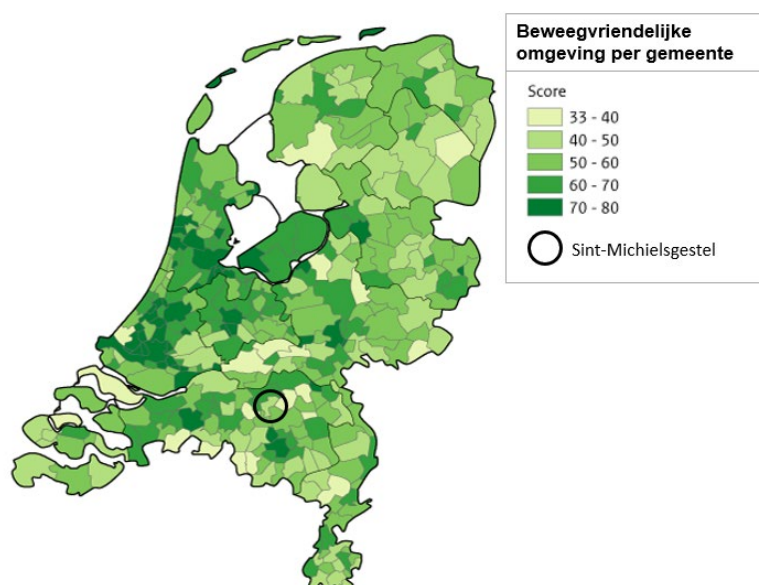 Beweegvriendelijke
omgeving per gemeente
Score
33 - 40
40 - 50
50 - 60
60 - 70
70 - 80
Sint-Michielsgestel